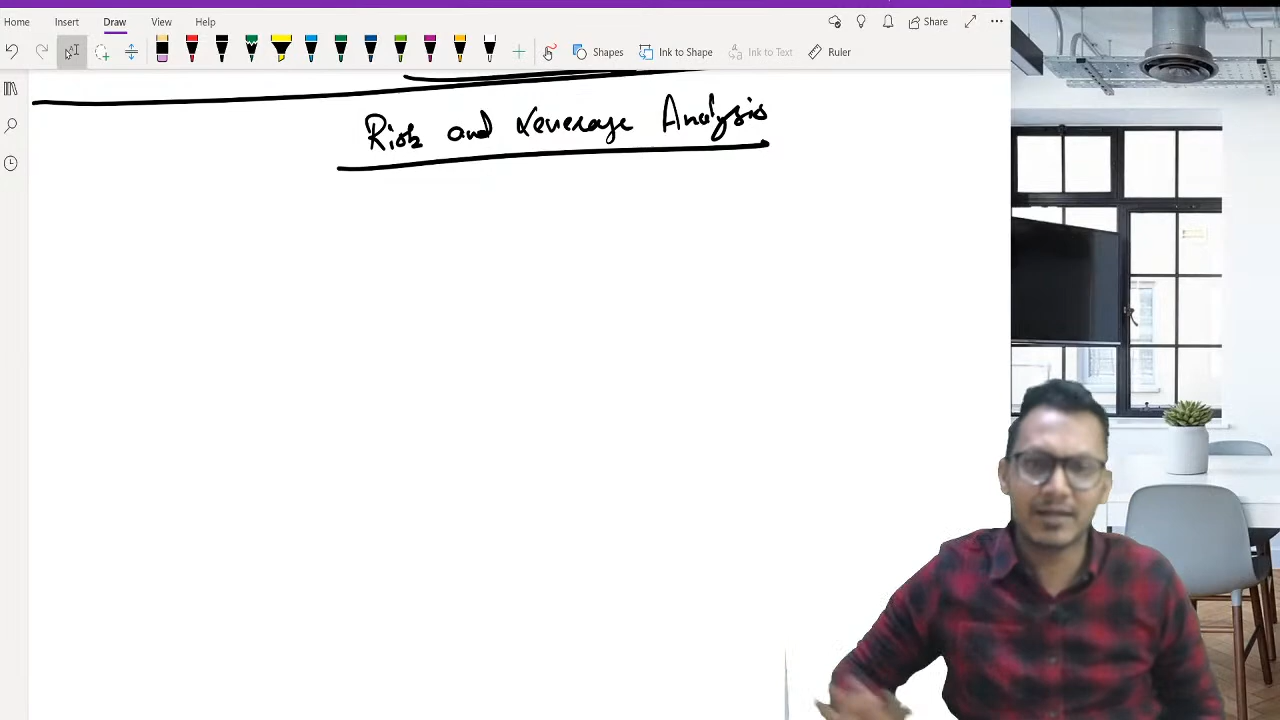 Home Insert Draw View Help Share
Shapes Ink to Shape Ink to Text Ruler
Risk and Leverage Analysis